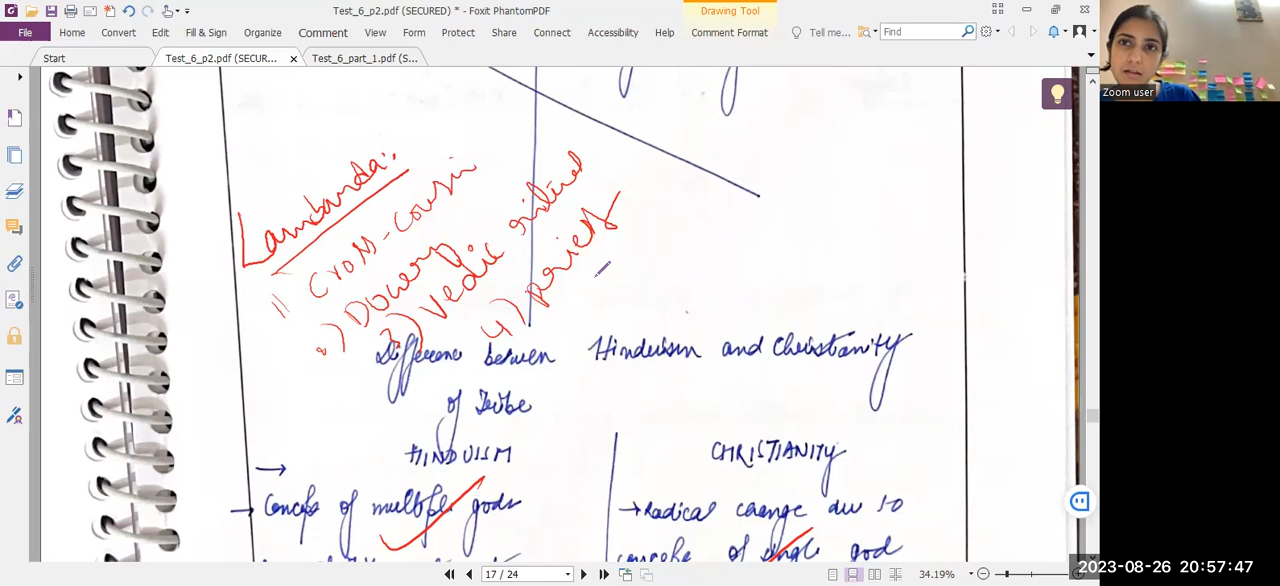 Test_6_p2.pdf (SECURED) * - Foxit PhantomPDF
Drawing Tool
File Home Convert Edit Fill & Sign Organize Comment View Form Protect Share Connect Accessibility Help Comment Format Tell me... Find
Start Test_6_p2.pdf (SECUR... Test_6_part_1.pdf (S...
Zoom user
Lambanda:
1) Cross-cousin
2) Dowery
3) Vedic
4) priest
Difference between Hinduism and Christianity
of Tribe
HINDUISM
CHRISTIANITY
→ Concept of multiple gods
→ Radical change due to
concept of single god
17 / 24
34.19%
2023-08-26 20:57:47